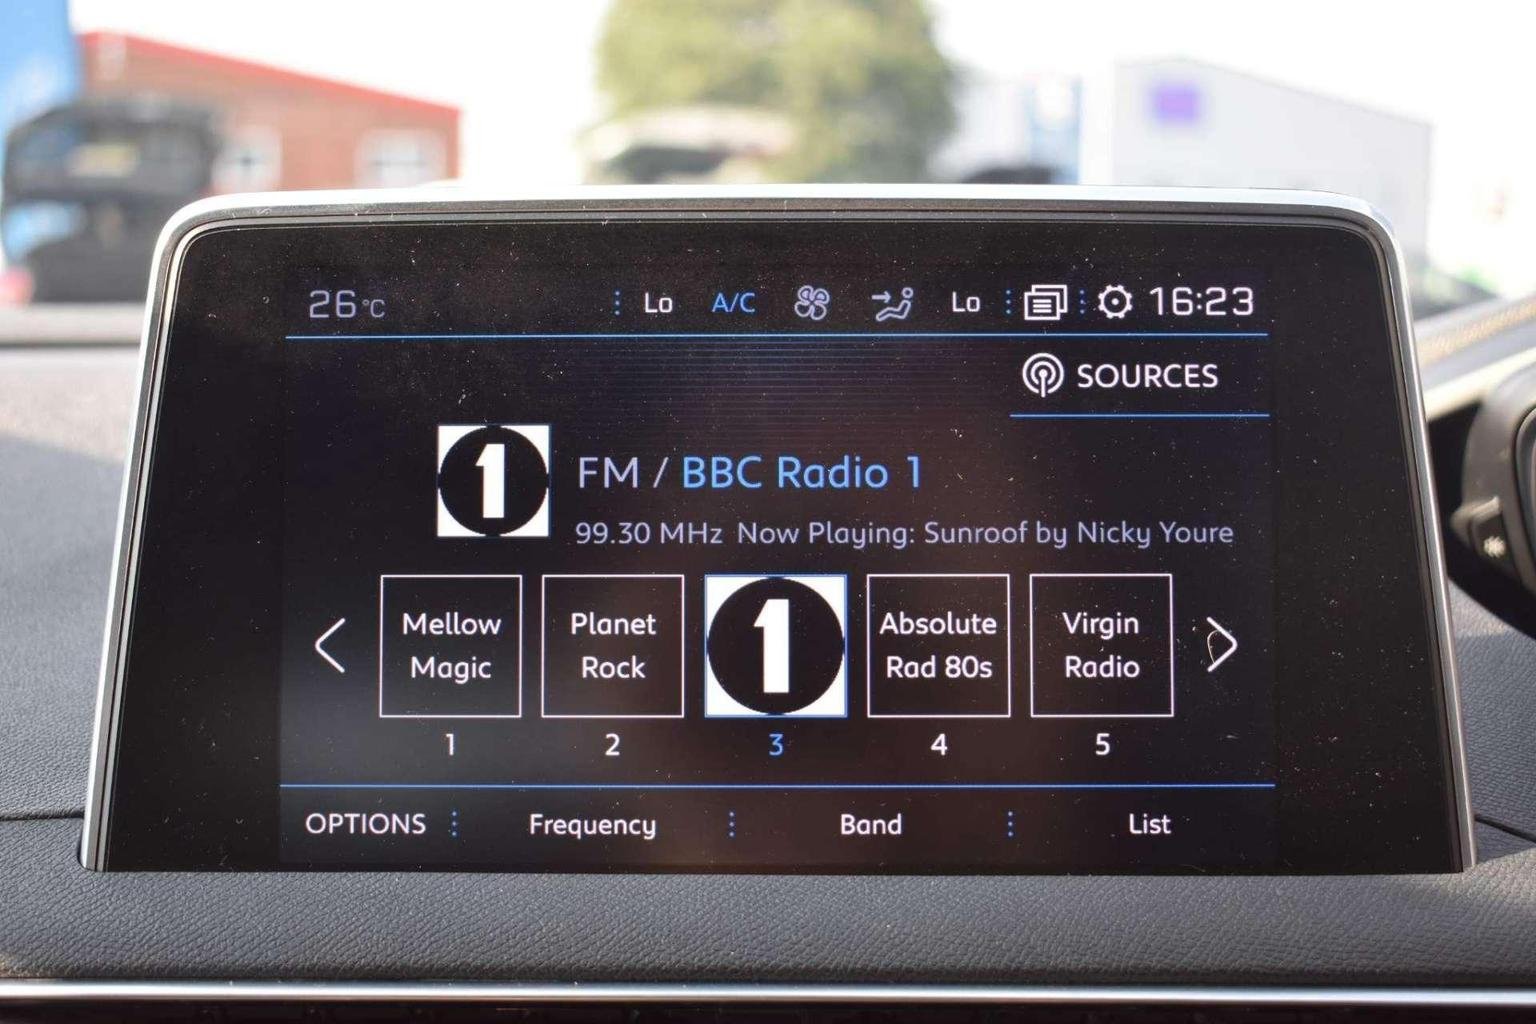 26°C Lo A/C Lo 16:23
SOURCES
1
FM / BBC Radio 1
99.30 MHz Now Playing: Sunroof by Nicky Youre
Mellow
Magic
Planet
Rock
1
Absolute
Rad 80s
Virgin
Radio
1 2 3 4 5
OPTIONS Frequency Band List